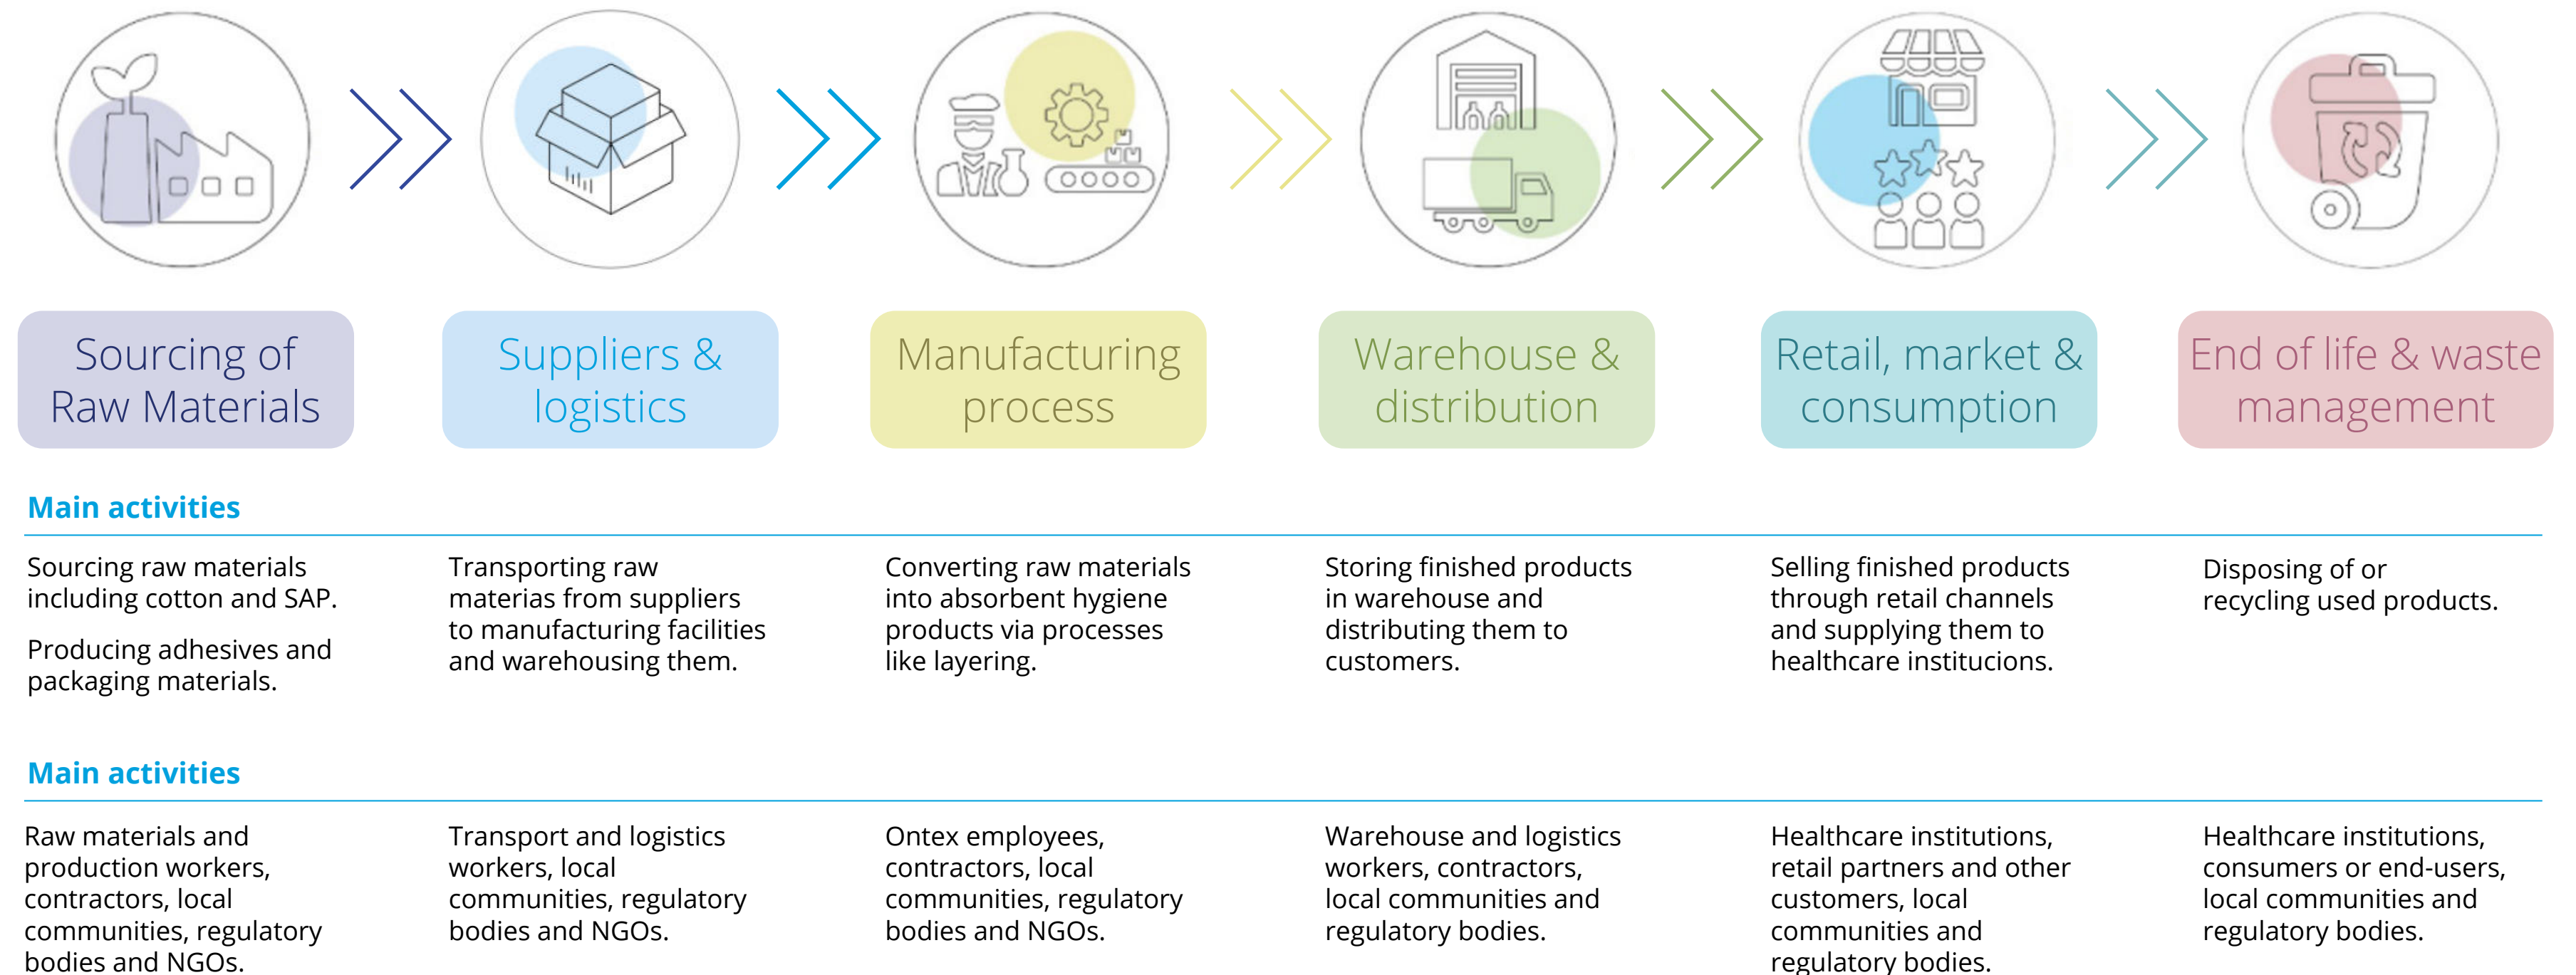 Sourcing of
Raw Materials
Suppliers &
logistics
Manufacturing
process
Warehouse &
distribution
Retail, market &
consumption
End of life & waste
management
Main activities
Sourcing raw materials
including cotton and SAP.
Producing adhesives and
packaging materials.
Transporting raw
materias from suppliers
to manufacturing facilities
and warehousing them.
Converting raw materials
into absorbent hygiene
products via processes
like layering.
Storing finished products
in warehouse and
distributing them to
customers.
Selling finished products
through retail channels
and supplying them to
healthcare institucions.
Disposing of or
recycling used products.
Main activities
Raw materials and
production workers,
contractors, local
communities, regulatory
bodies and NGOs.
Transport and logistics
workers, local
communities, regulatory
bodies and NGOs.
Ontex employees,
contractors, local
communities, regulatory
bodies and NGOs.
Warehouse and logistics
workers, contractors,
local communities and
regulatory bodies.
Healthcare institutions,
retail partners and other
customers, local
communities and
regulatory bodies.
Healthcare institutions,
consumers or end-users,
local communities and
regulatory bodies.